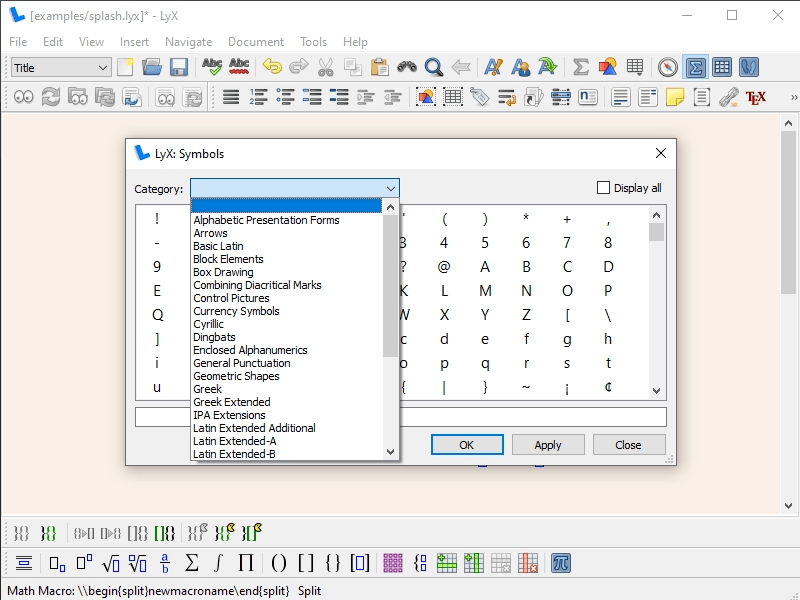 [examples/splash.lyx]* - LyX
File Edit View Insert Navigate Document Tools Help
Title
Abc Abc
TEX
LyX: Symbols
Category:
Display all
! ' ( ) * + ,
- 3 4 5 6 7 8
9 ? @ A B C D
E K L M N O P
Q W X Y Z [ \
] c d e f g h
i o p q r s t
u { | } ~ ¡ ¢
Alphabetic Presentation Forms
Arrows
Basic Latin
Block Elements
Box Drawing
Combining Diacritical Marks
Control Pictures
Currency Symbols
Cyrillic
Dingbats
Enclosed Alphanumerics
General Punctuation
Geometric Shapes
Greek
Greek Extended
IPA Extensions
Latin Extended Additional
Latin Extended-A
Latin Extended-B
OK Apply Close
Math Macro: \\begin{split}newmacroname\end{split} Split